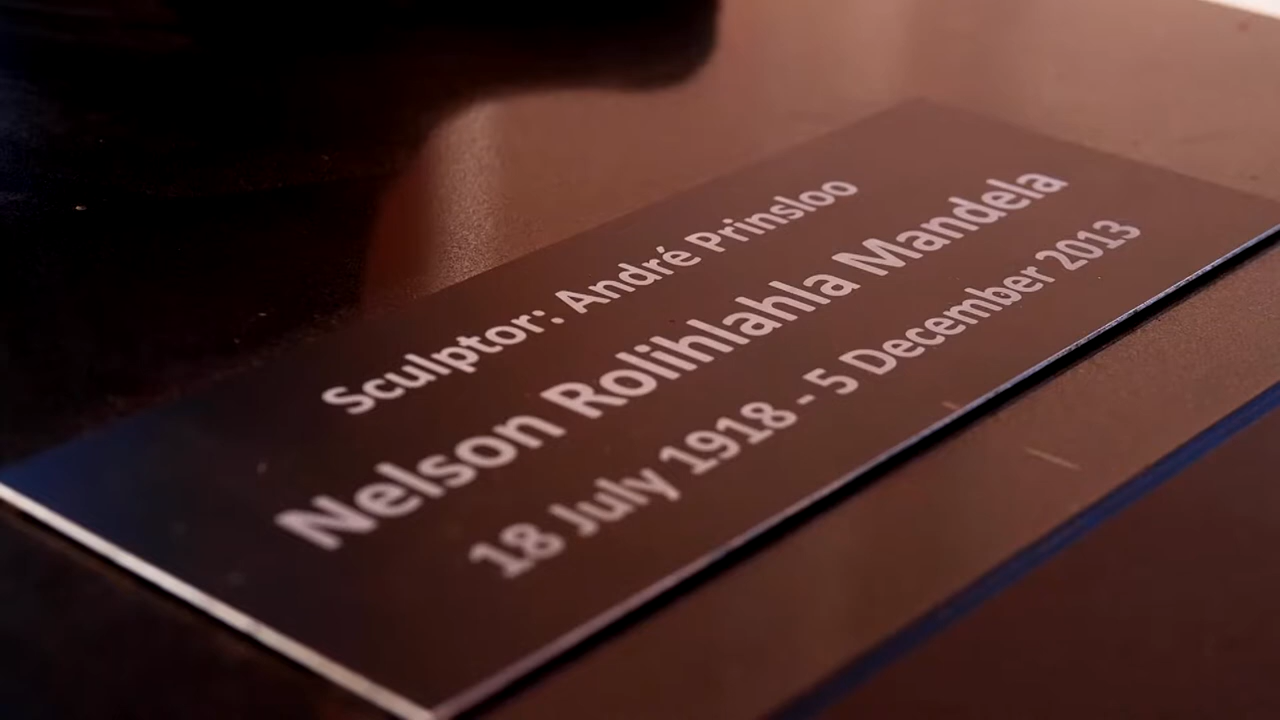 Sculptor: André Prinsloo
Nelson Rolihlahla Mandela
18 July 1918 - 5 December 2013